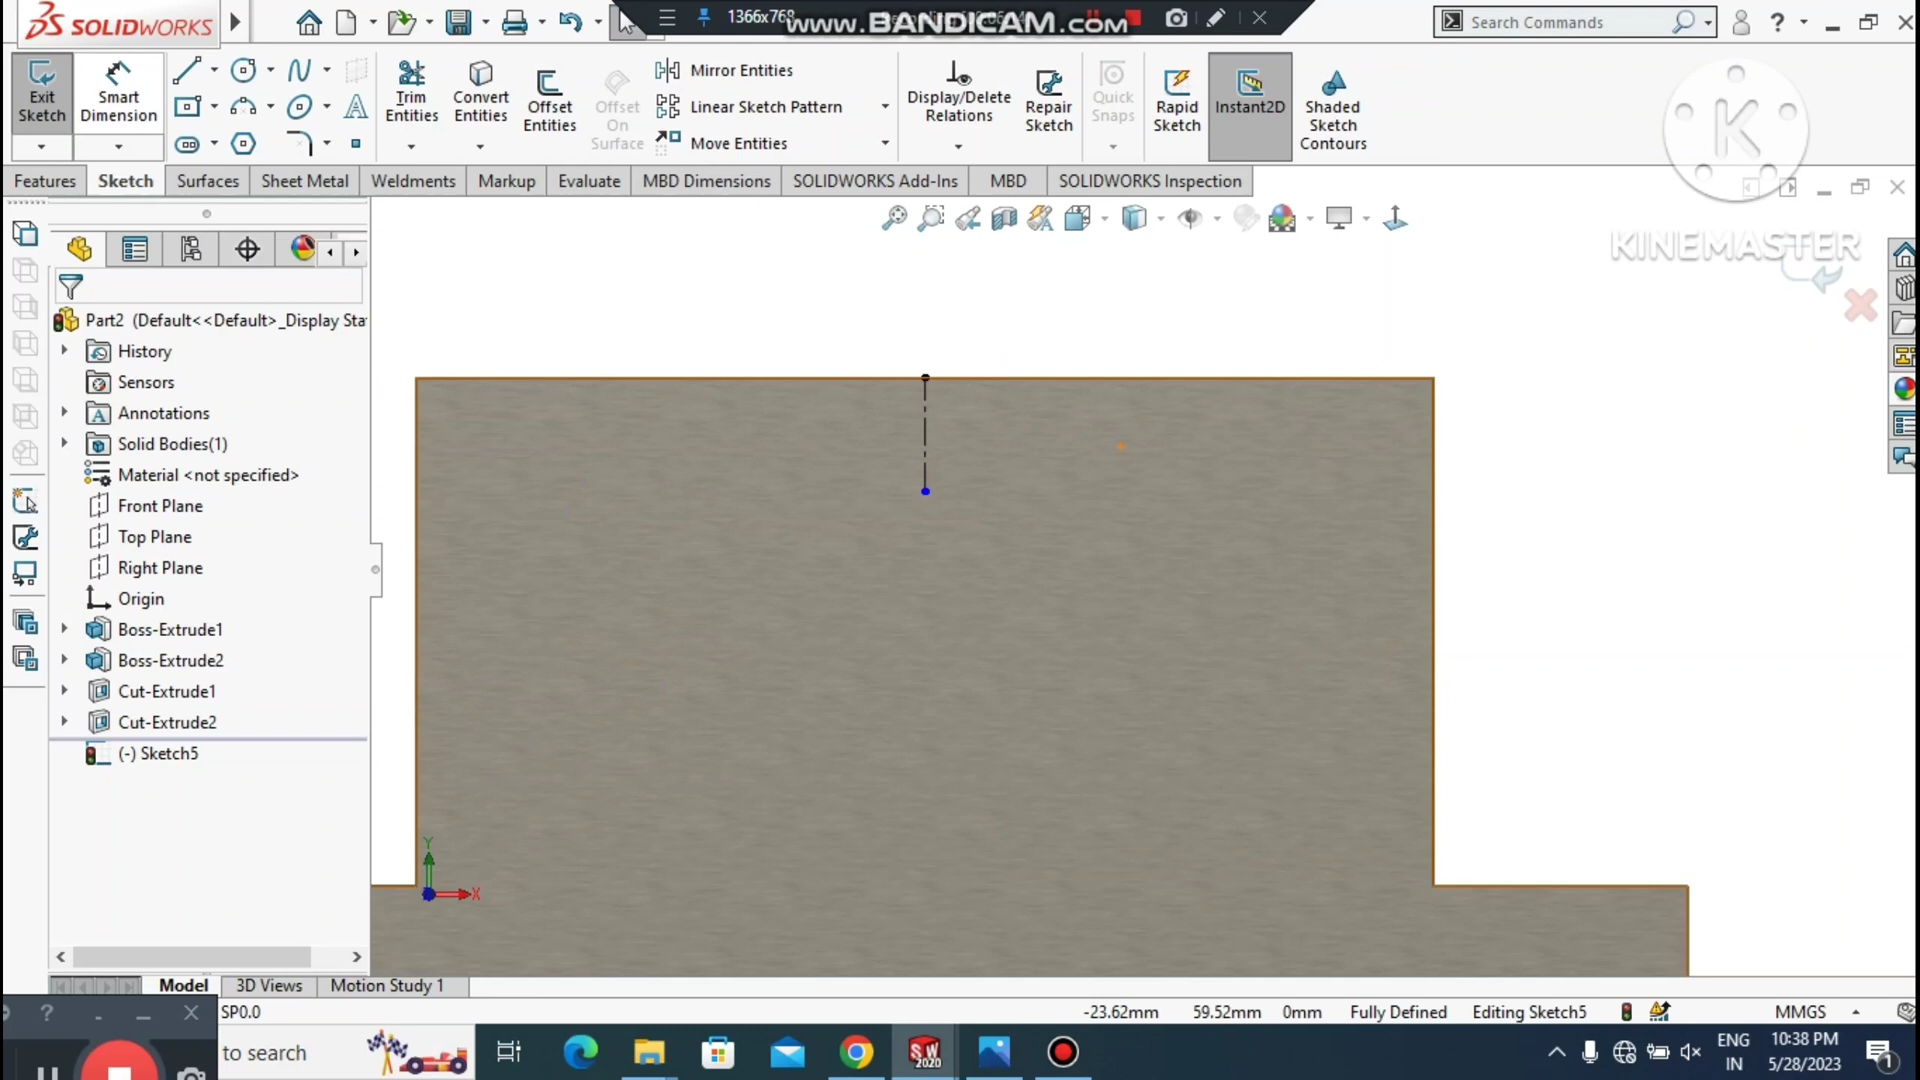 SOLIDWORKS
1366x768
www.BANDICAM.com
Search Commands
?
Exit Sketch
Smart Dimension
Trim Entities
Convert Entities
Offset Entities
Offset On Surface
Mirror Entities
Linear Sketch Pattern
Move Entities
Display/Delete Relations
Repair Sketch
Quick Snaps
Rapid Sketch
Instant2D
Shaded Sketch Contours
K
KINEMASTER
Features
Sketch
Surfaces
Sheet Metal
Weldments
Markup
Evaluate
MBD Dimensions
SOLIDWORKS Add-Ins
MBD
SOLIDWORKS Inspection
Part2 (Default<<Default>_Display Sta
History
Sensors
Annotations
Solid Bodies(1)
Material <not specified>
Front Plane
Top Plane
Right Plane
Origin
Boss-Extrude1
Boss-Extrude2
Cut-Extrude1
Cut-Extrude2
(-) Sketch5
Y
X
Model
3D Views
Motion Study 1
SP0.0
-23.62mm
59.52mm
0mm
Fully Defined
Editing Sketch5
MMGS
?
to search
SW 2020
ENG
IN
10:38 PM
5/28/2023
1